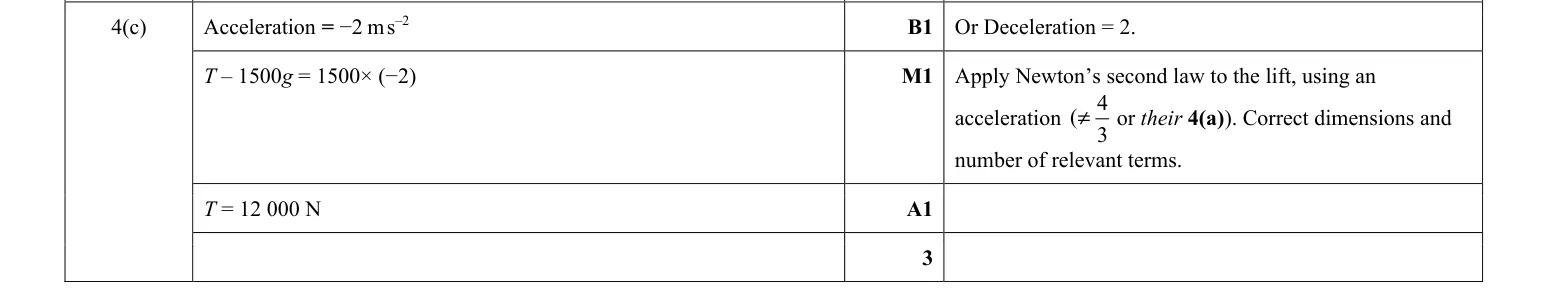 4(c) Acceleration = −2 m s⁻² B1 Or Deceleration = 2.
T – 1500g = 1500× (−2) M1 Apply Newton’s second law to the lift, using an
acceleration (≠ 4/3 or their 4(a)). Correct dimensions and
number of relevant terms.
T = 12 000 N A1
3